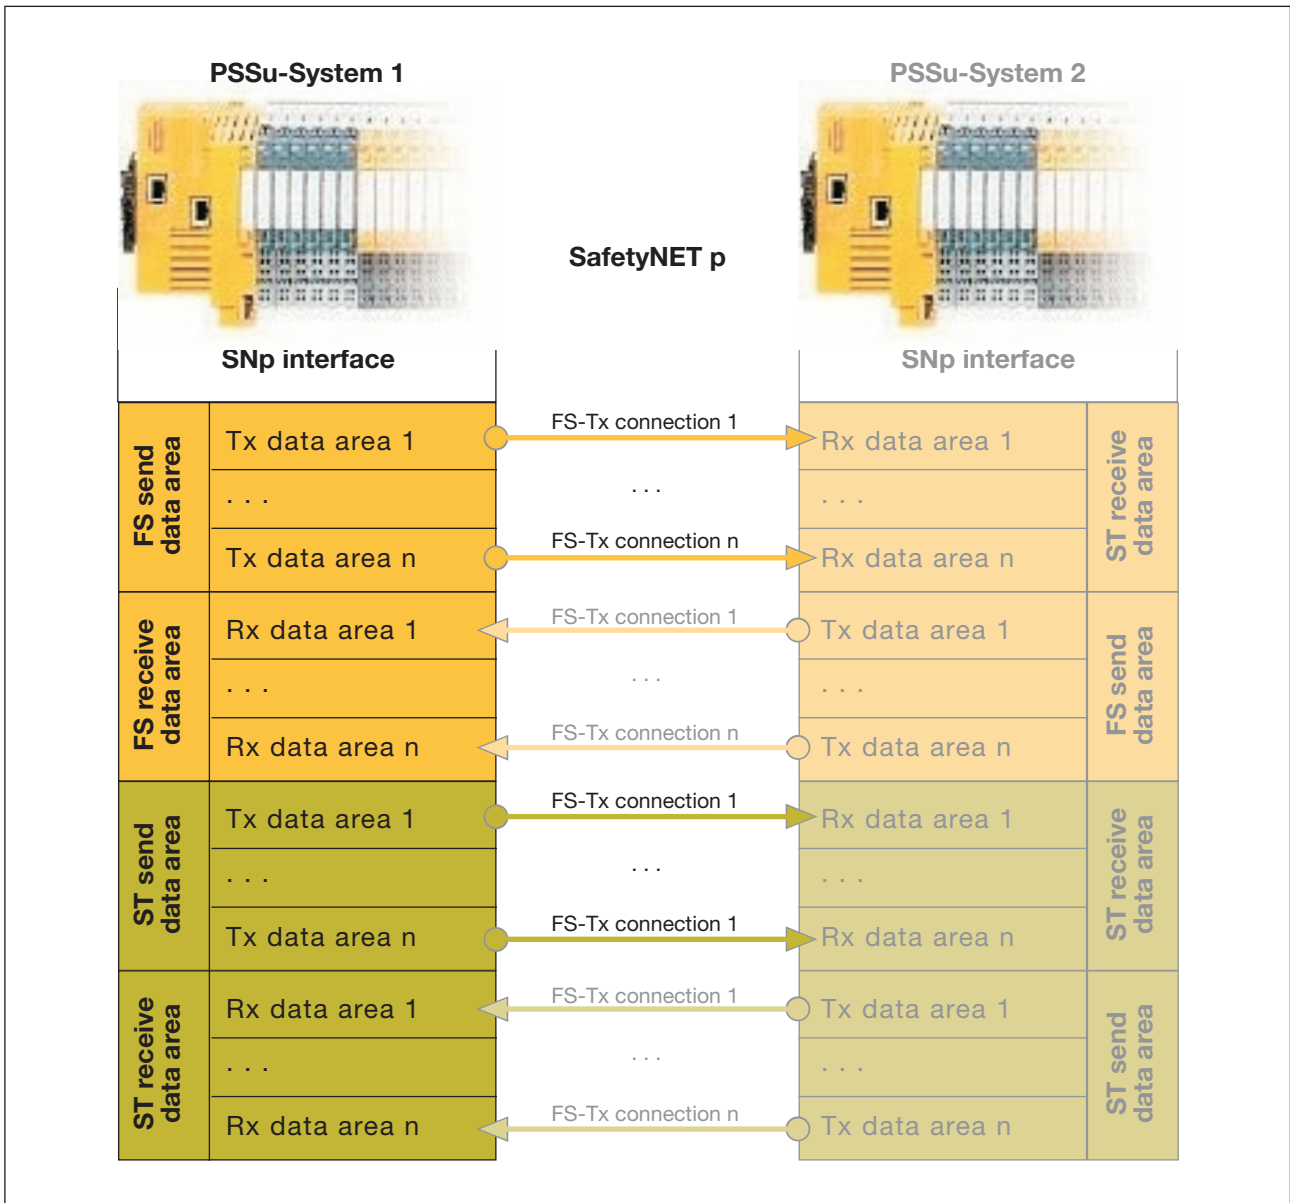 PSSu-System 1
PSSu-System 2
SafetyNET p
SNp interface
SNp interface
FS send
data area
Tx data area 1
. . .
Tx data area n
FS-Tx connection 1
. . .
FS-Tx connection n
Rx data area 1
. . .
Rx data area n
ST receive
data area
FS receive
data area
Rx data area 1
. . .
Rx data area n
FS-Tx connection 1
. . .
FS-Tx connection n
Tx data area 1
. . .
Tx data area n
FS send
data area
ST send
data area
Tx data area 1
. . .
Tx data area n
FS-Tx connection 1
. . .
FS-Tx connection 1
Rx data area 1
. . .
Rx data area n
ST receive
data area
ST receive
data area
Rx data area 1
. . .
Rx data area n
FS-Tx connection 1
. . .
FS-Tx connection n
Tx data area 1
. . .
Tx data area n
ST send
data area